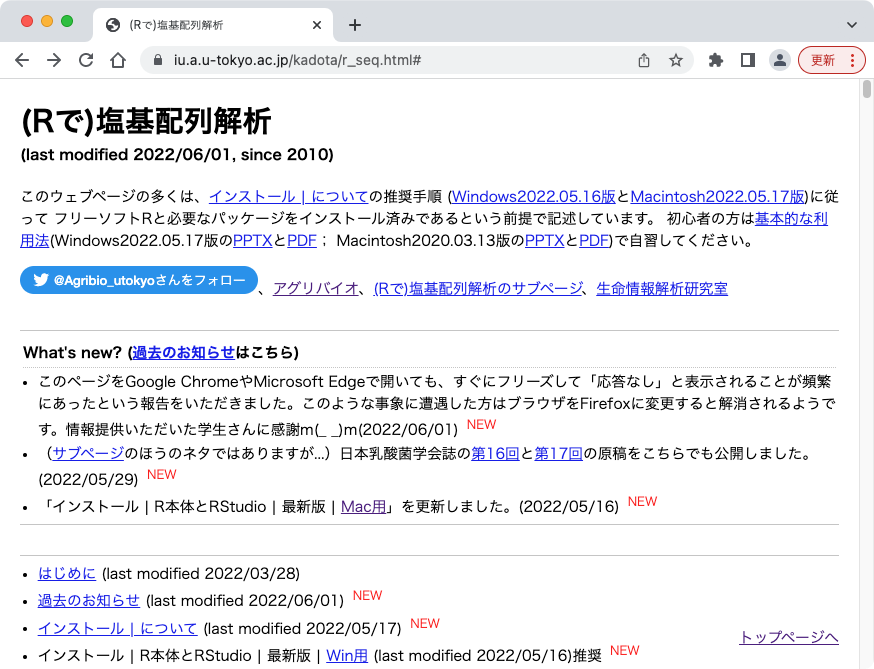 (Rで)塩基配列解析
iu.a.u-tokyo.ac.jp/kadota/r_seq.html#
更新
(Rで)塩基配列解析
(last modified 2022/06/01, since 2010)
このウェブページの多くは、インストール | についての推奨手順 (Windows2022.05.16版とMacintosh2022.05.17版)に従
って フリーソフトRと必要なパッケージをインストール済みであるという前提で記述しています。 初心者の方は基本的な利
用法(Windows2022.05.17版のPPTXとPDF； Macintosh2020.03.13版のPPTXとPDF)で自習してください。
@Agribio_utokyoさんをフォロー 、アグリバイオ、(Rで)塩基配列解析のサブページ、生命情報解析研究室
What's new? (過去のお知らせはこちら)
• このページをGoogle ChromeやMicrosoft Edgeで開いても、すぐにフリーズして「応答なし」と表示されることが頻繁
にあったという報告をいただきました。このような事象に遭遇した方はブラウザをFirefoxに変更すると解消されるようで
す。情報提供いただいた学生さんに感謝m(_ _)m(2022/06/01) NEW
• （サブページのほうのネタではありますが...）日本乳酸菌学会誌の第16回と第17回の原稿をこちらでも公開しました。
(2022/05/29) NEW
• 「インストール | R本体とRStudio | 最新版 | Mac用」を更新しました。(2022/05/16) NEW
• はじめに (last modified 2022/03/28)
• 過去のお知らせ (last modified 2022/06/01) NEW
• インストール | について (last modified 2022/05/17) NEW
トップページへ
• インストール | R本体とRStudio | 最新版 | Win用 (last modified 2022/05/16)推奨 NEW